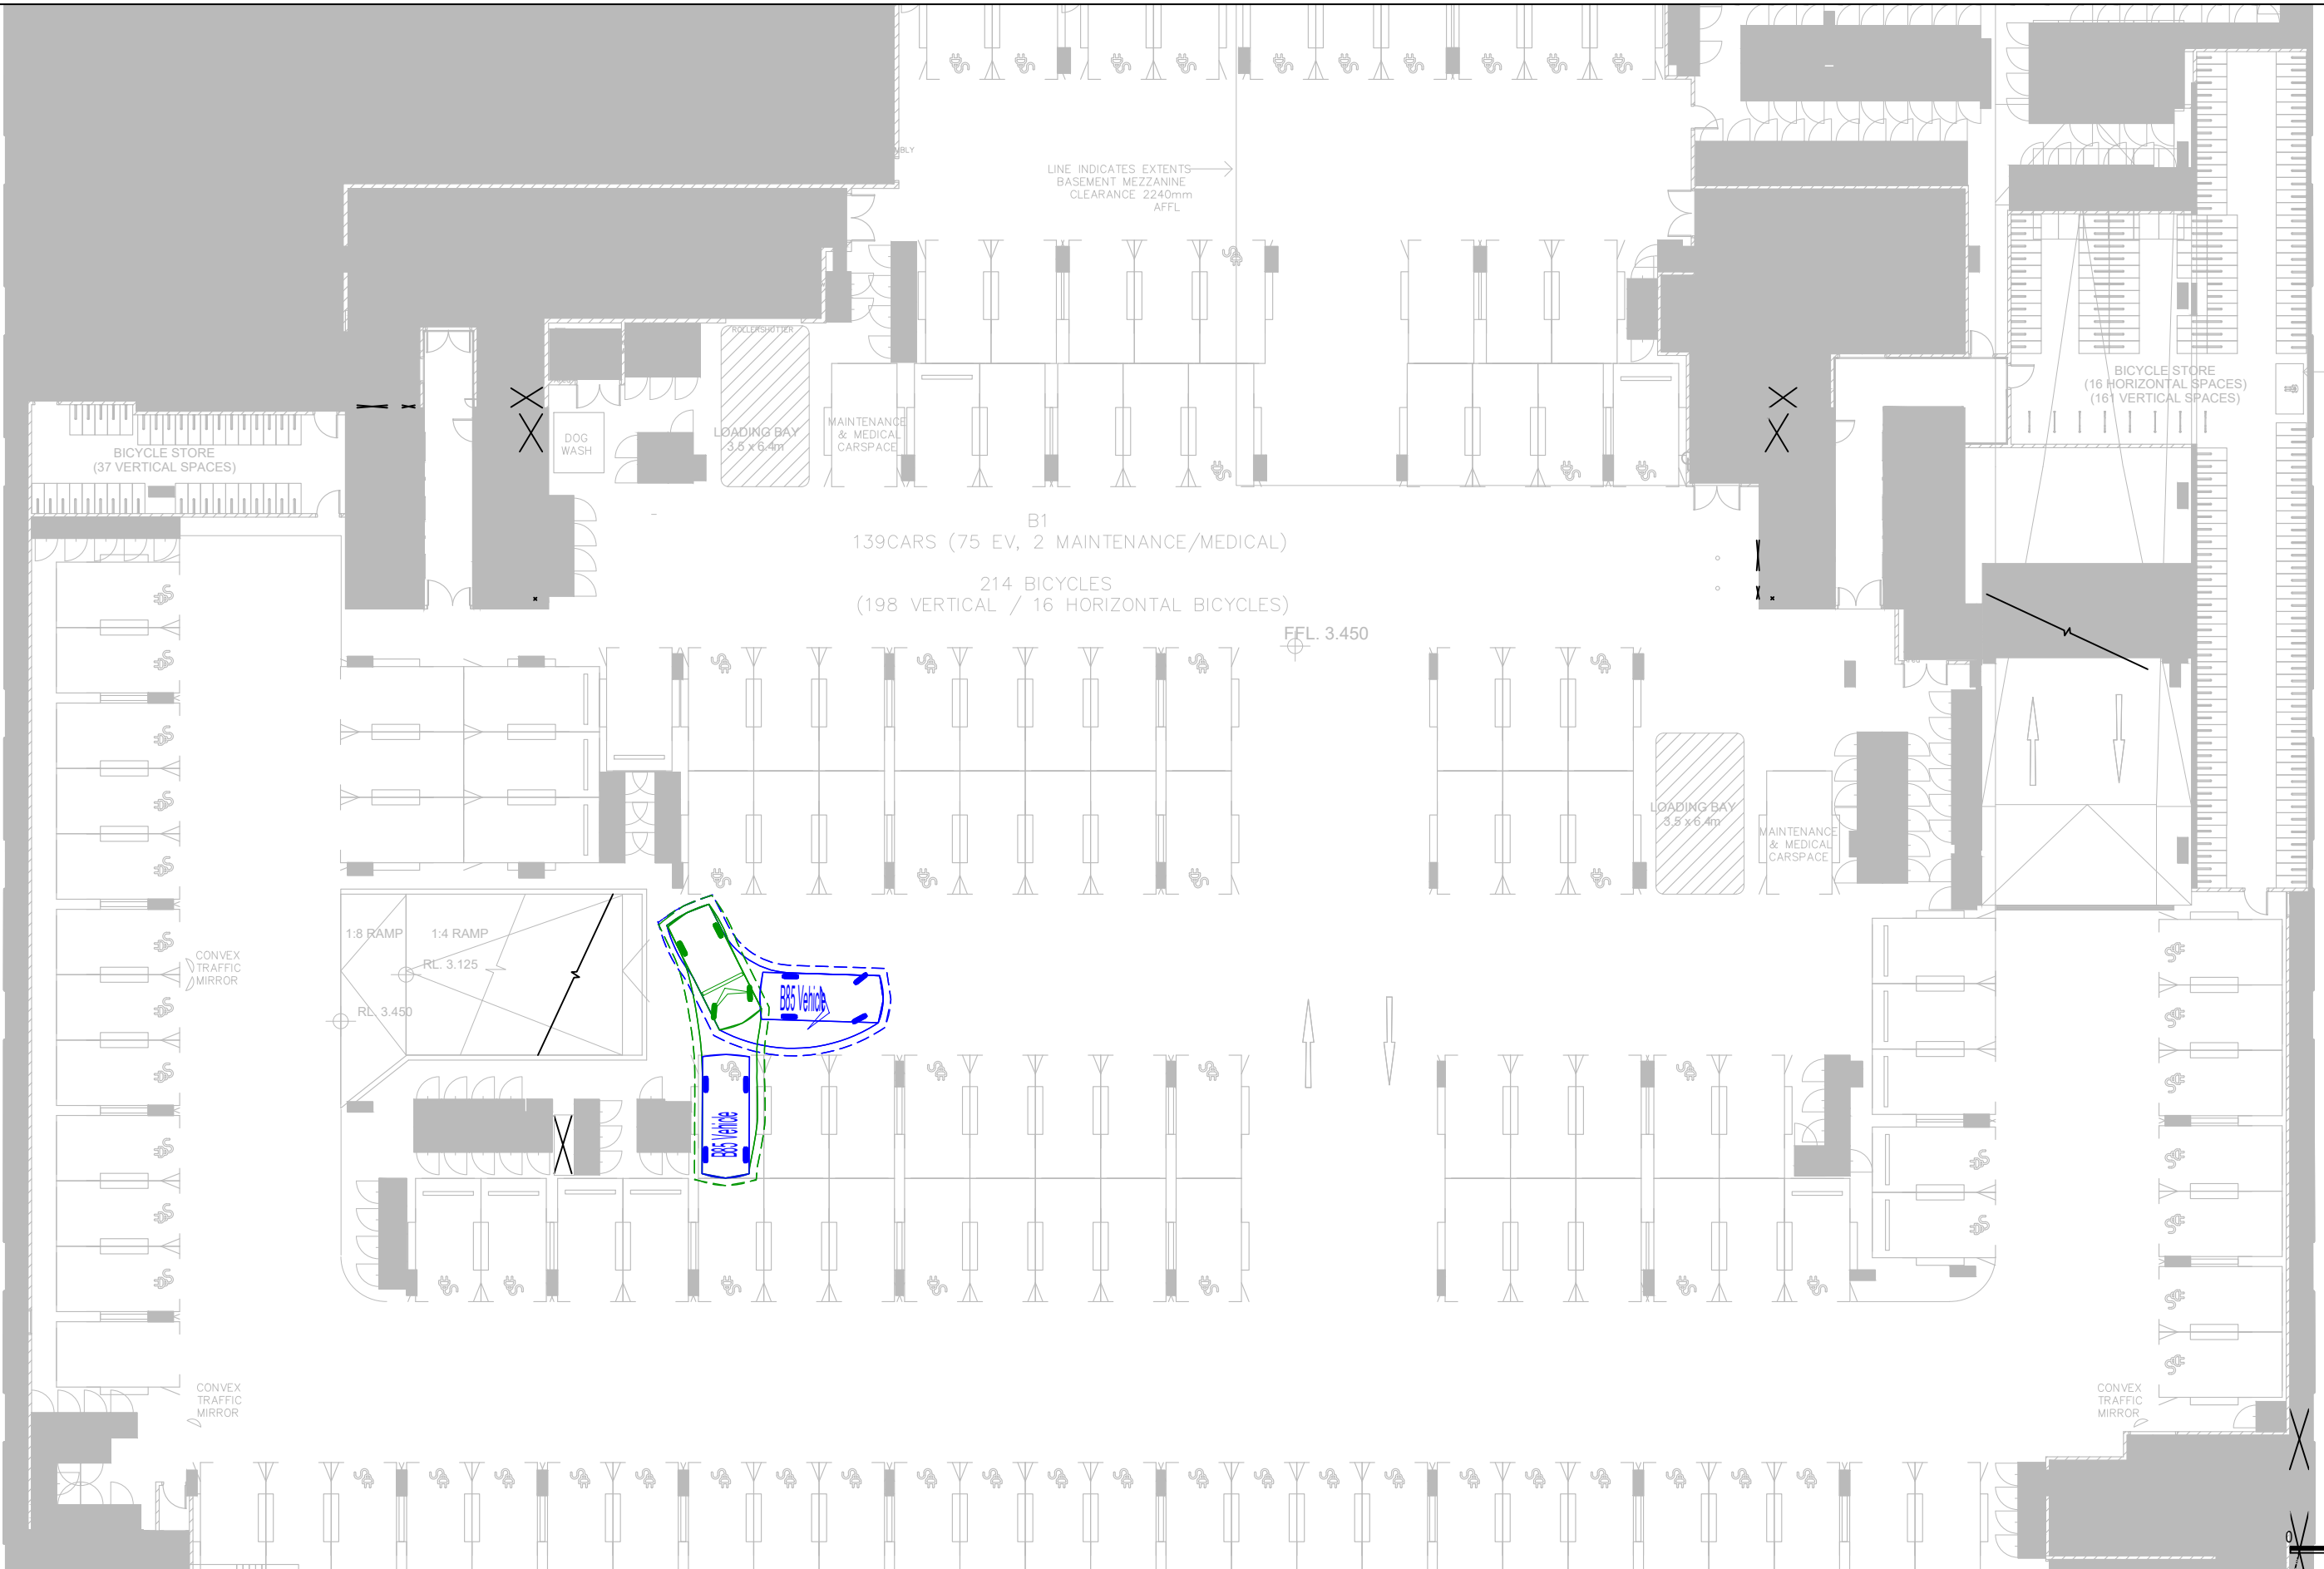 BLY
LINE INDICATES EXTENTS
BASEMENT MEZZANINE
CLEARANCE 2240mm
AFFL
ROLLERSHUTTER
BICYCLE STORE
(37 VERTICAL SPACES)
DOG
WASH
LOADING BAY
3.5 x 6.4m
MAINTENANCE
& MEDICAL
CARSPACE
BICYCLE STORE
(16 HORIZONTAL SPACES)
(161 VERTICAL SPACES)
B1
139CARS (75 EV, 2 MAINTENANCE/MEDICAL)
214 BICYCLES
(198 VERTICAL / 16 HORIZONTAL BICYCLES)
FFL. 3.450
LOADING BAY
3.5 x 6.4m
MAINTENANCE
& MEDICAL
CARSPACE
1:8 RAMP
1:4 RAMP
RL. 3.125
RL. 3.450
CONVEX
TRAFFIC
MIRROR
B85 Vehicle
B85 Vehicle
CONVEX
TRAFFIC
MIRROR
CONVEX
TRAFFIC
MIRROR
0